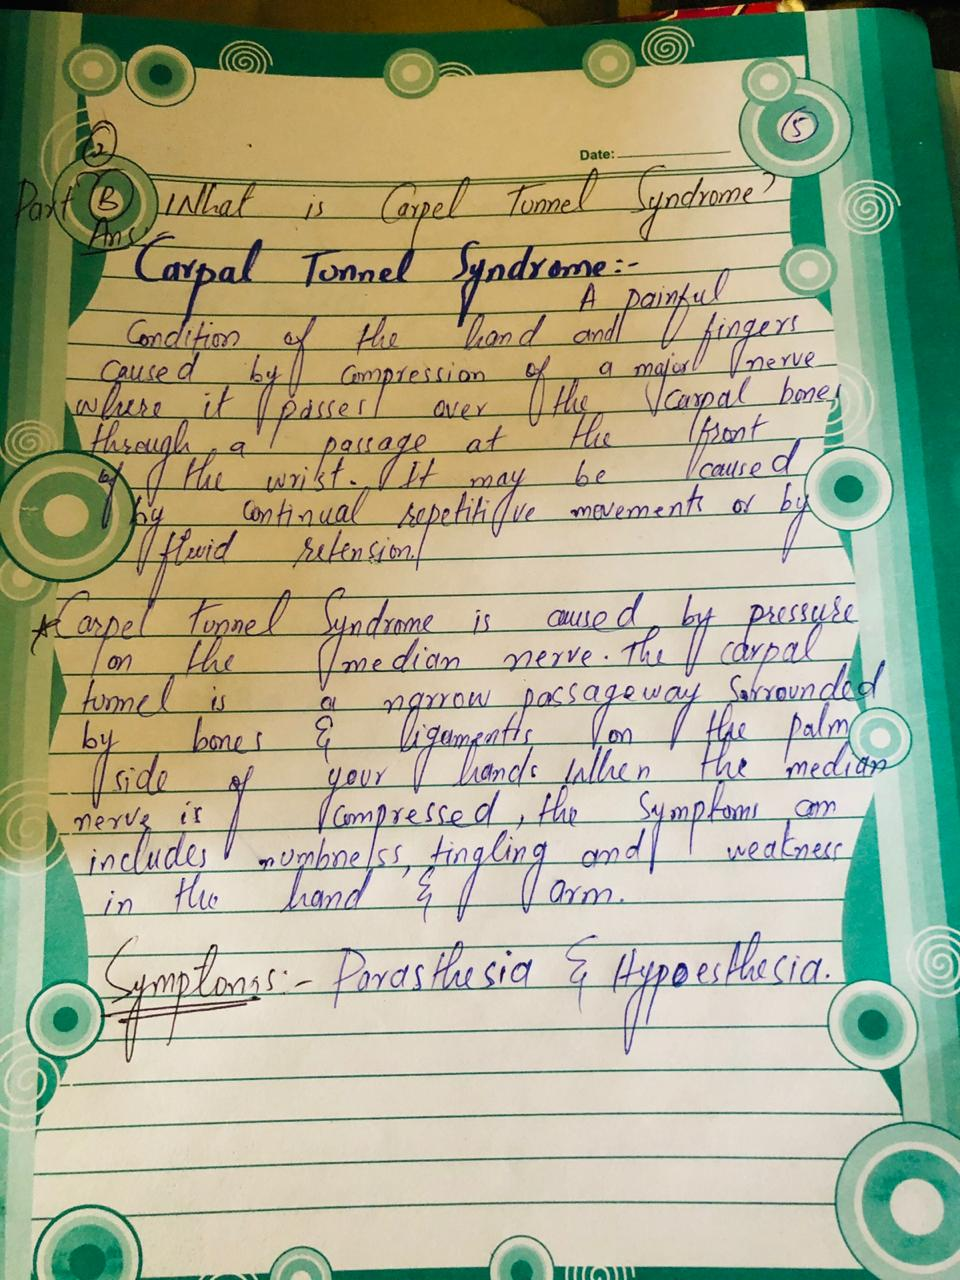 2
5
Date:
Part B What is Carpel Tunnel Syndrome?
Ans
Carpal Tunnel Syndrome:-
A painful
Condition of the hand and fingers
caused by compression of a major nerve
where it passes over the carpal bones
through a passage at the front
of the wrist. It may be caused
by continual repetitive movements or by
fluid retension.
*Carpel Tunnel Syndrome is caused by pressure
on the median nerve. The carpal
tunnel is a narrow passageway Sorrounded
by bones & ligaments on the palm
side of your hands When the median
nerve is compressed, the Symptoms can
includes numbness, tingling and weakness
in the hand & arm.
Symptoms:- Parasthesia & Hypoesthesia.